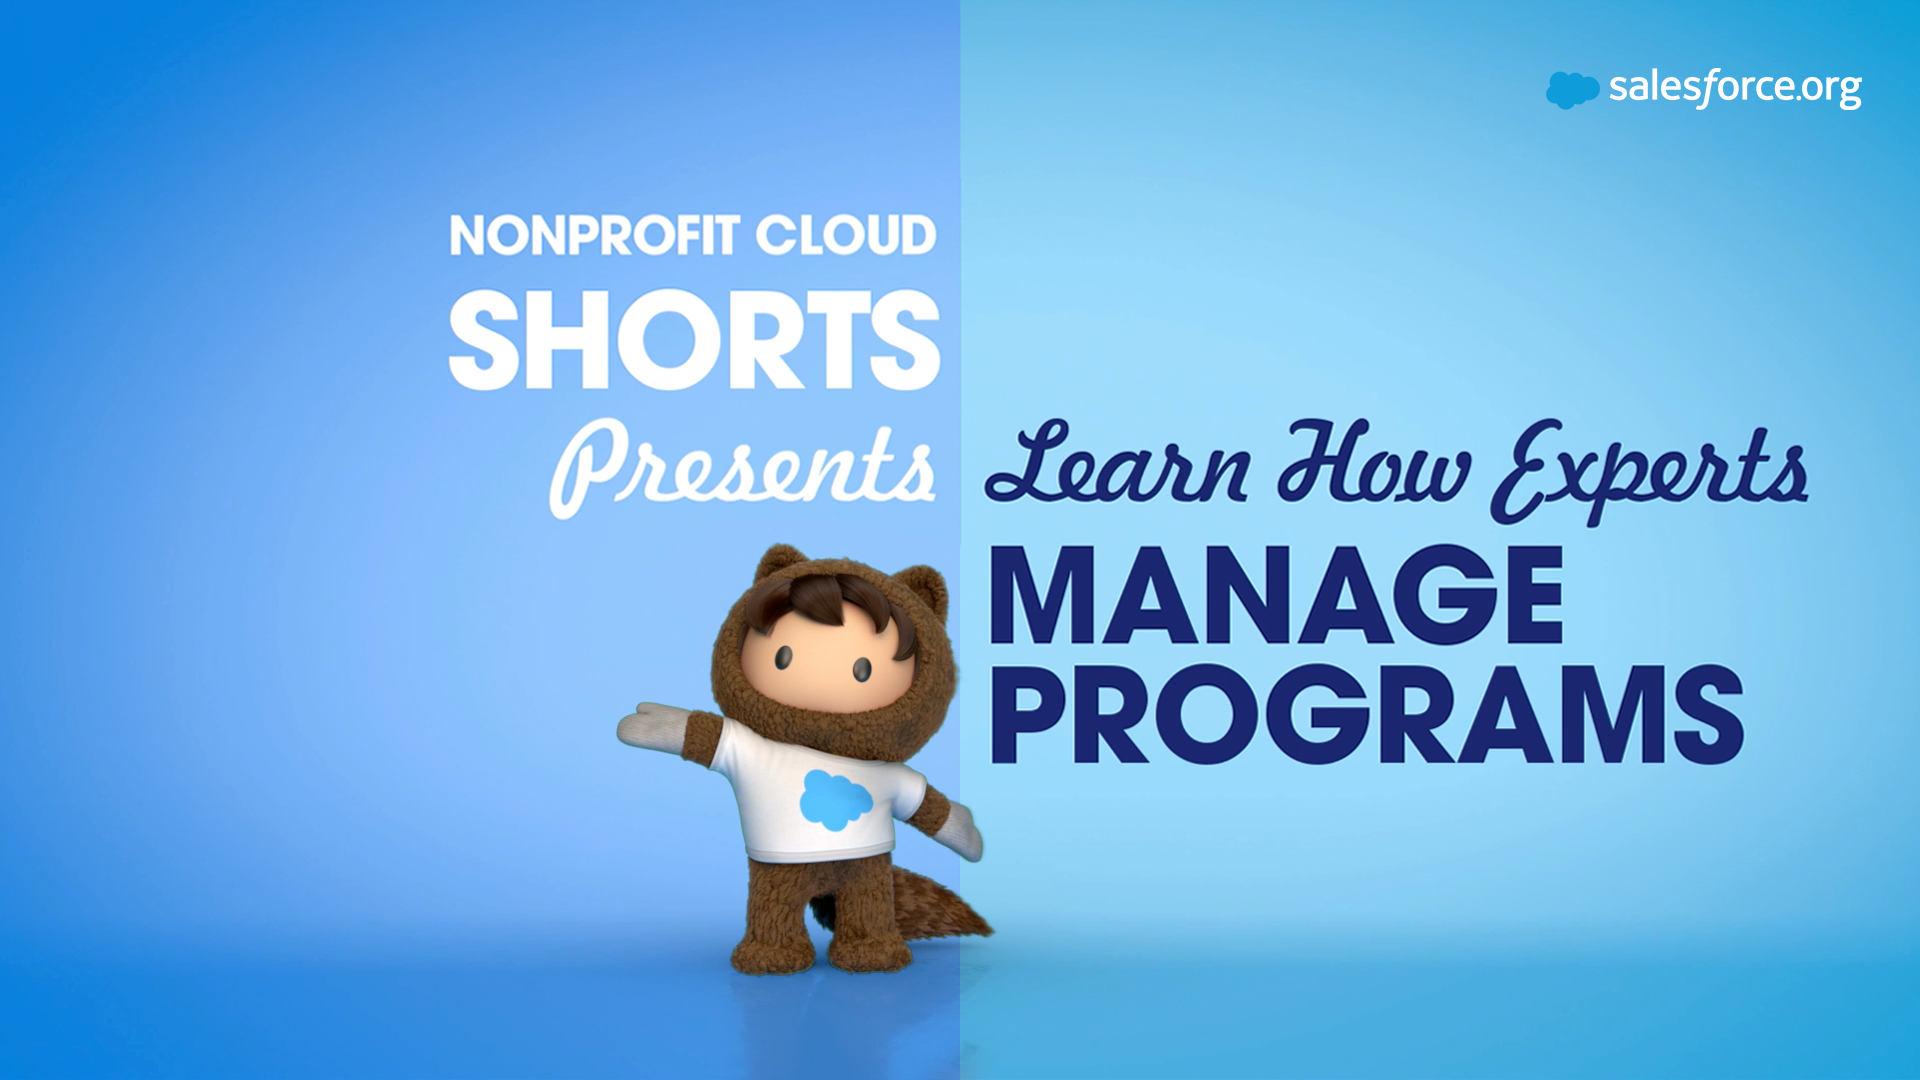 salesforce.org
NONPROFIT CLOUD
SHORTS
Presents
Learn How Experts
MANAGE
PROGRAMS